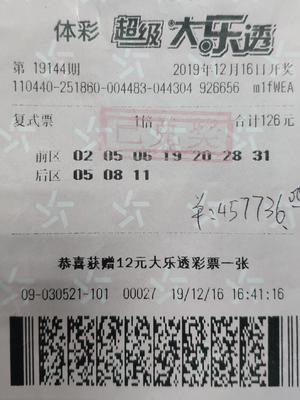 体彩 超级大乐透
第 19144期 2019年12月16日开奖
110440-251860-004483-044304 926656 m1fWEA
复式票 1倍 合计126元
已兑奖
前区 02 05 06 19 20 28 31
后区 05 08 11
¥:457736.00
恭喜获赠12元大乐透彩票一张
09-030521-101 00027 19/12/16 16:41:16